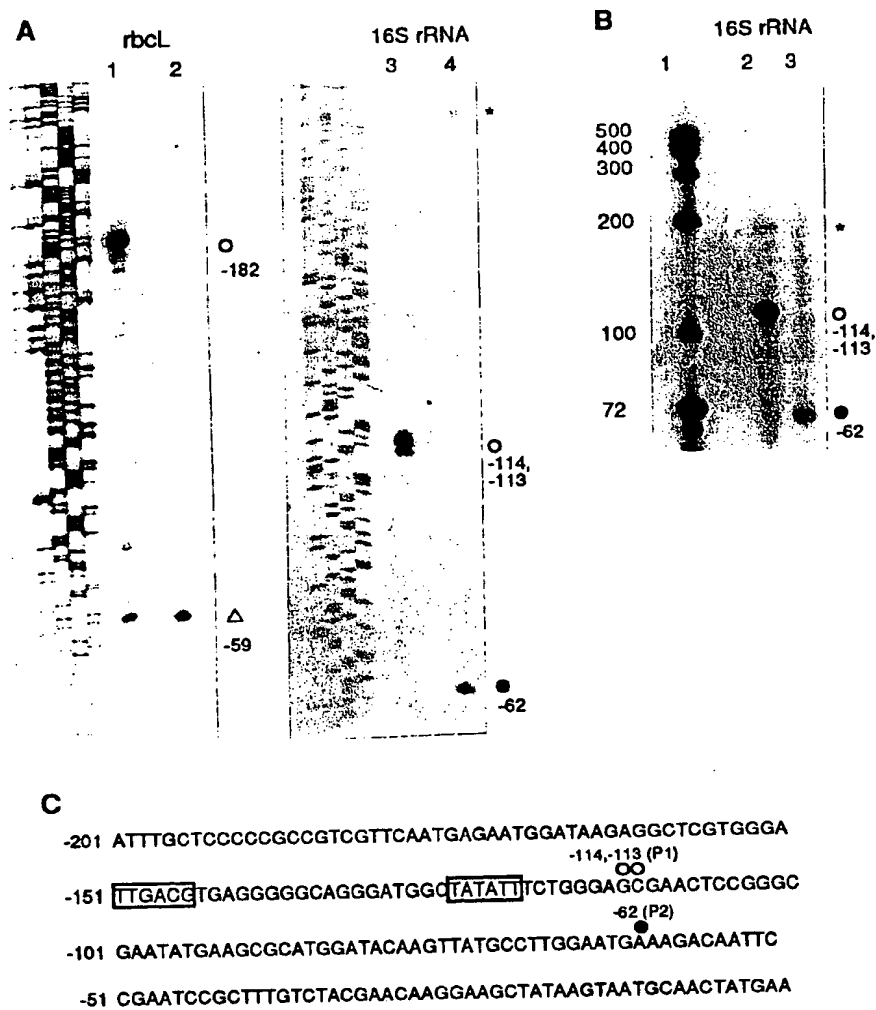 A
rbcL
1 2
16S rRNA
3 4
*
-182
-114,
-113
-59
-62
B
16S rRNA
1 2 3
500
400
300
200
*
100
-114,
-113
72
-62
C
-201 ATTTGCTCCCCCGCCGTCGTTCAATGAGAATGGATAAGAGGCTCGTGGGA
-114,-113 (P1)
-151 TTGACGTGAGGGGGCAGGGATGGCTATATTTCTGGGAGCGAACTCCGGGC
-62 (P2)
-101 GAATATGAAGCGCATGGATACAAGTTATGCCTTGGAATGAAAGACAATTC
-51 CGAATCCGCTTTGTCTACGAACAAGGAAGCTATAAGTAATGCAACTATGAA